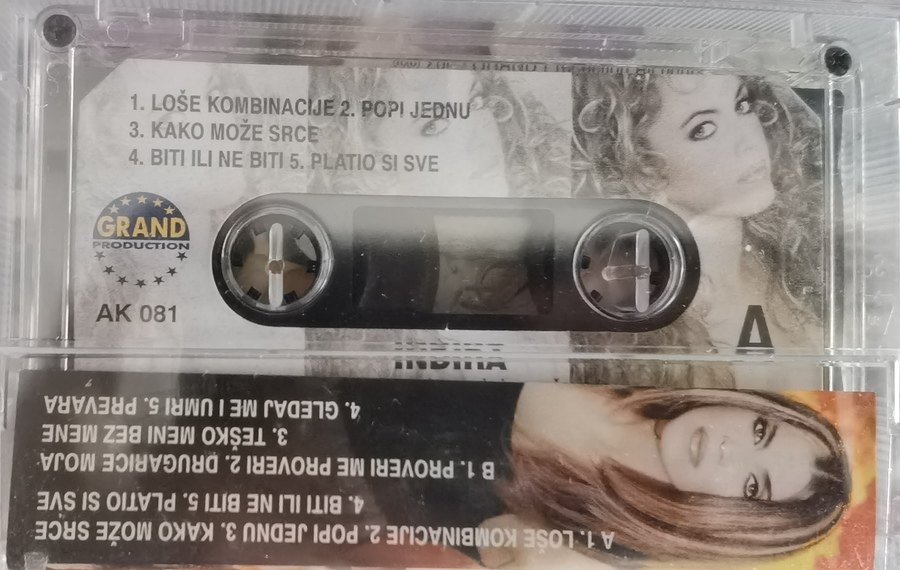 1. LOŠE KOMBINACIJE 2. POPI JEDNU
3. KAKO MOŽE SRCE
4. BITI ILI NE BITI 5. PLATIO SI SVE
GRAND
PRODUCTION
AK 081
A
INDIRA
A 1. LOŠE KOMBINACIJE 2. POPI JEDNU 3. KAKO MOŽE SRCE
4. BITI ILI NE BITI 5. PLATIO SI SVE
B 1. PROVERI ME PROVERI 2. DRUGARICE MOJA
3. TEŠKO MENI BEZ MENE
4. GLEDAJ ME I UMRI 5. PREVARA